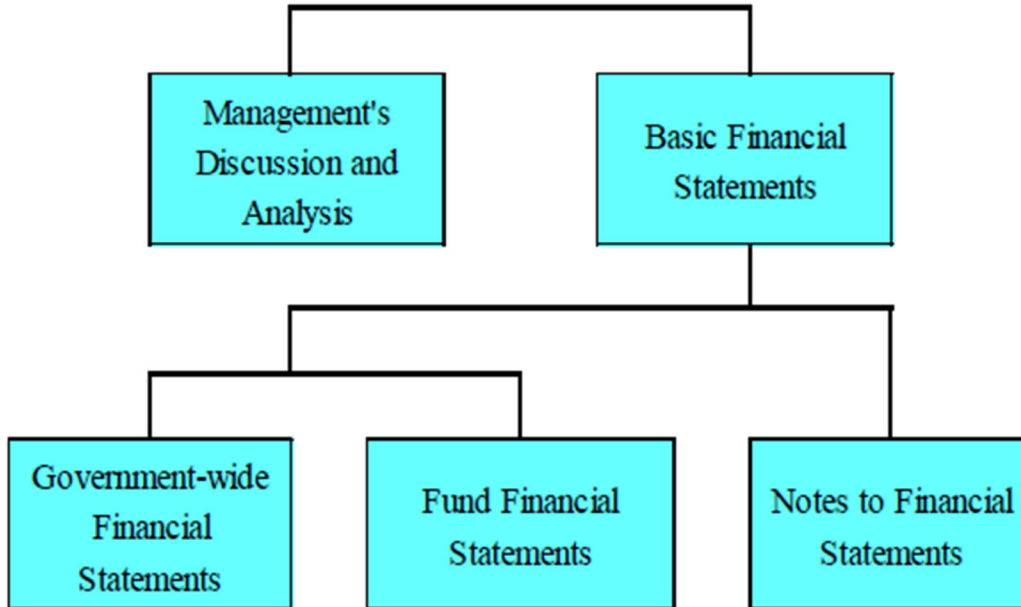 Management's
Discussion and
Analysis
Basic Financial
Statements
Government-wide
Financial
Statements
Fund Financial
Statements
Notes to Financial
Statements